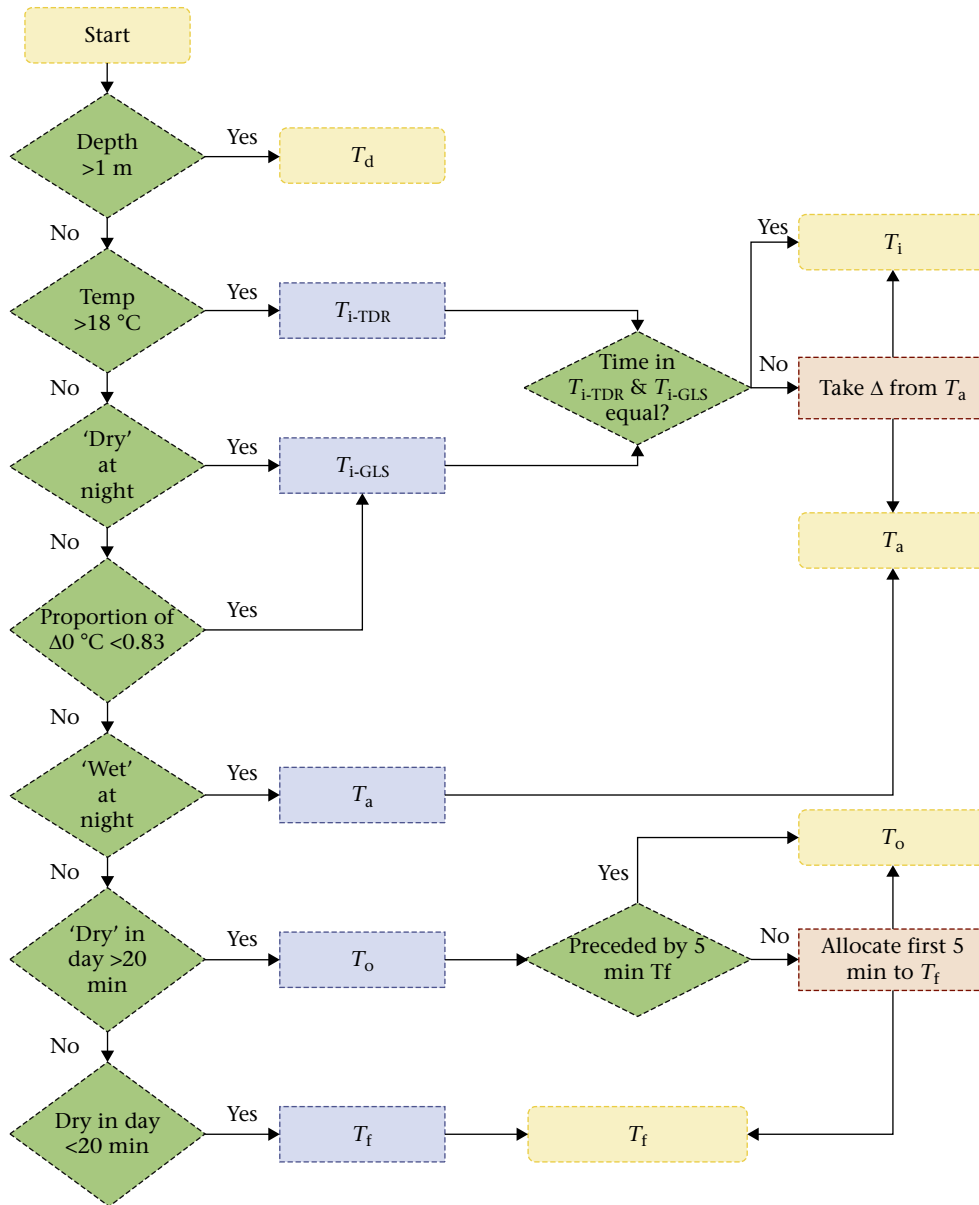 Start
Depth
>1 m
Yes
T_d
No
Temp
>18 °C
Yes
T_i-TDR
Time in
T_i-TDR & T_i-GLS
equal?
Yes
T_i
No
Take Δ from T_a
T_a
No
'Dry'
at
night
Yes
T_i-GLS
No
Proportion of
Δ0 °C <0.83
Yes
No
'Wet'
at
night
Yes
T_a
No
'Dry' in
day >20
min
Yes
T_o
Preceded by 5
min Tf
Yes
T_o
No
Allocate first 5
min to T_f
No
Dry in day
<20 min
Yes
T_f
T_f